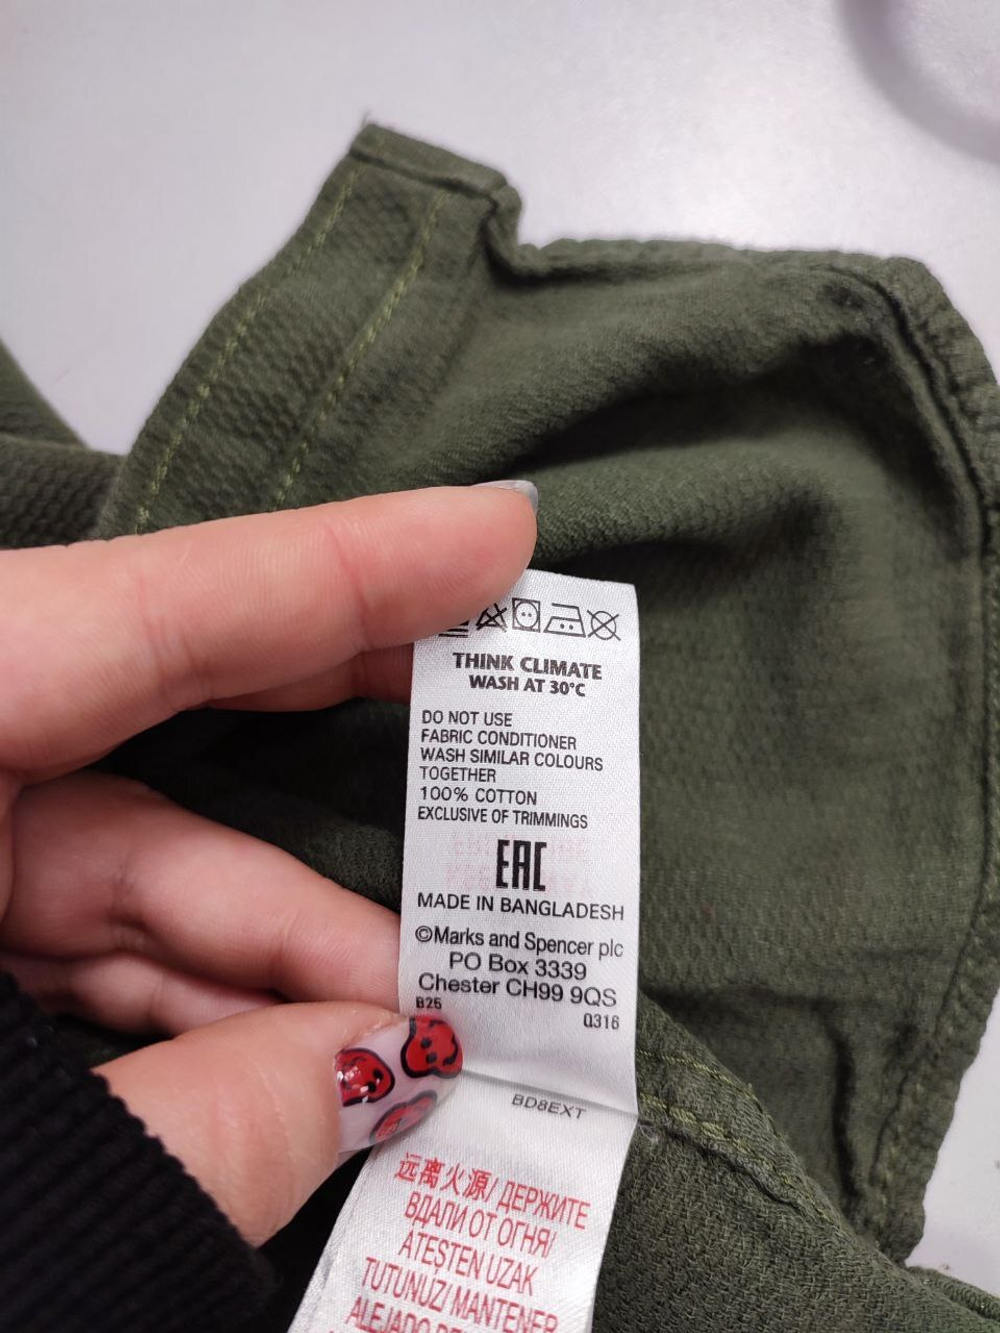 THINK CLIMATE
WASH AT 30°C
DO NOT USE
FABRIC CONDITIONER
WASH SIMILAR COLOURS
TOGETHER
100% COTTON
EXCLUSIVE OF TRIMMINGS
EAC
MADE IN BANGLADESH
©Marks and Spencer plc
PO Box 3339
Chester CH99 9QS
B25
Q316
BD8EXT
远离火源/ ДЕРЖИТЕ
ВДАЛИ ОТ ОГНЯ/
ATEŞTEN UZAK
TUTUNUZ/ MANTENER
ALEJADO